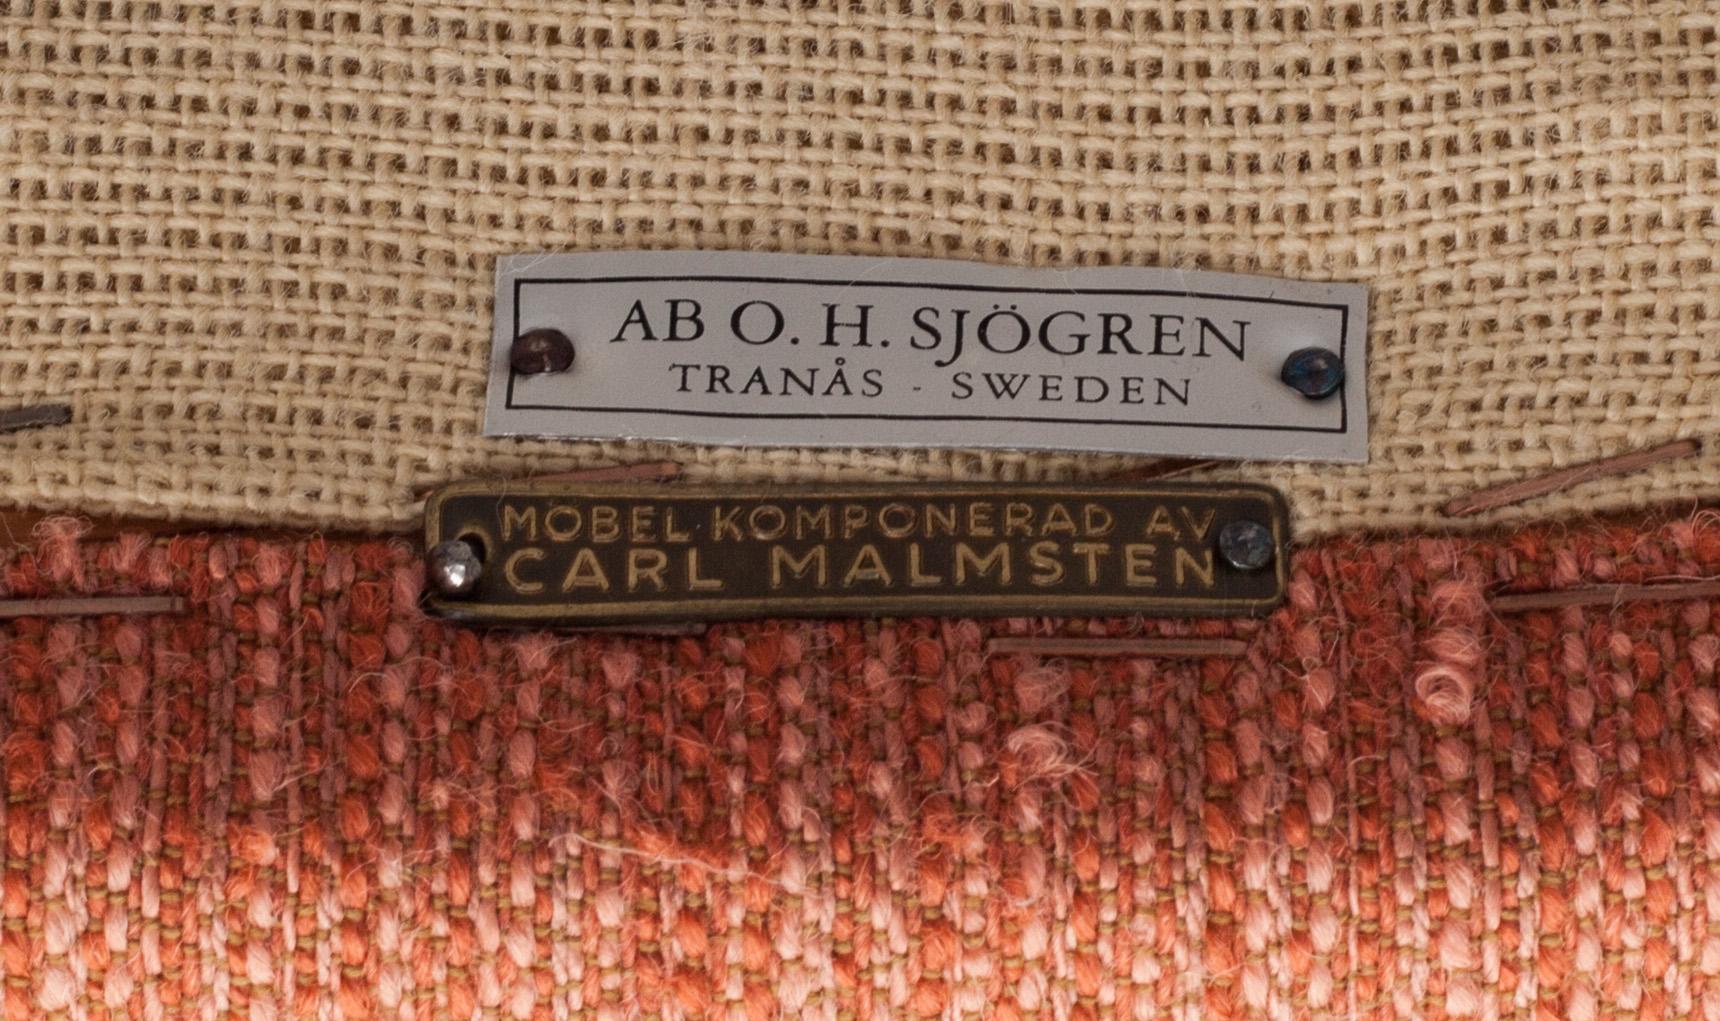 AB O. H. SJÖGREN
TRANÅS - SWEDEN
MÖBEL KOMPONERAD AV
CARL MALMSTEN